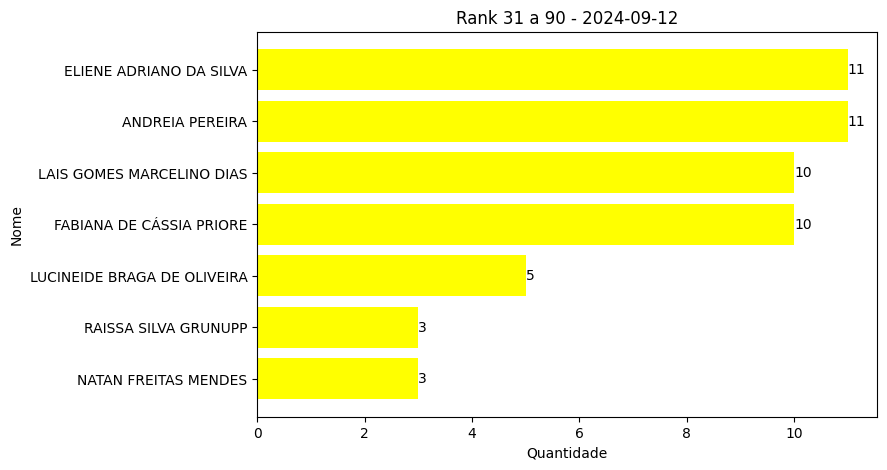 Rank 31 a 90 - 2024-09-12
Nome
ELIENE ADRIANO DA SILVA 11
ANDREIA PEREIRA 11
LAIS GOMES MARCELINO DIAS 10
FABIANA DE CÁSSIA PRIORE 10
LUCINEIDE BRAGA DE OLIVEIRA 5
RAISSA SILVA GRUNUPP 3
NATAN FREITAS MENDES 3
0 2 4 6 8 10
Quantidade